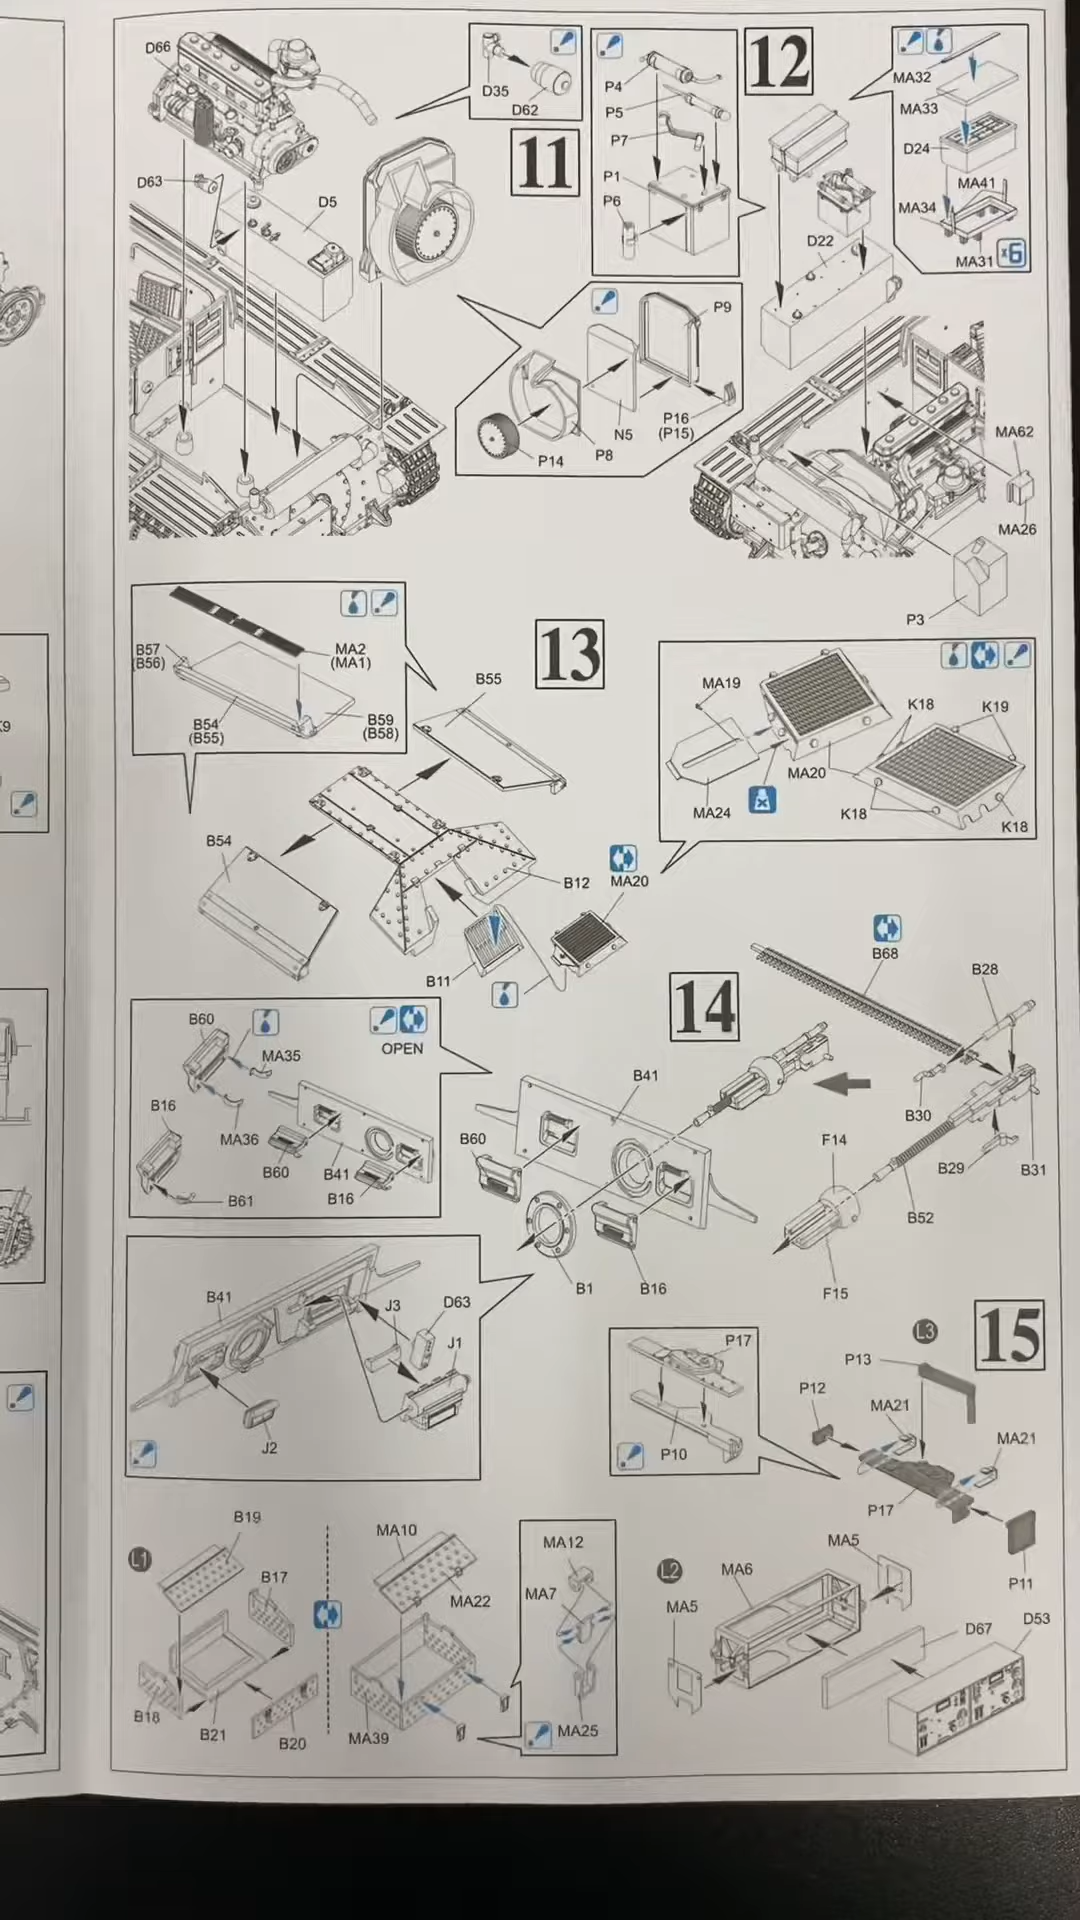 D66
D63
D5
D35
D62
11
P4
P5
P7
P1
P6
12
MA32
MA33
D24
MA41
MA34
MA31
x6
D22
P9
P16
(P15)
N5
P8
P14
MA62
MA26
P3
K9
B57
(B56)
MA2
(MA1)
B54
(B55)
B59
(B58)
13
B55
B54
B12
B11
MA20
MA19
MA24
MA20
K18
K19
K18
K18
14
B60
MA35
OPEN
B16
MA36
B60
B41
B16
B61
B41
B60
B1
B16
B68
B28
B30
B29
B31
B52
F14
F15
B41
J3
D63
J1
J2
15
L3
P17
P10
P13
P12
MA21
MA21
P17
P11
L1
B19
B17
B18
B21
B20
MA10
MA22
MA39
MA12
MA7
MA25
L2
MA6
MA5
MA5
D67
D53